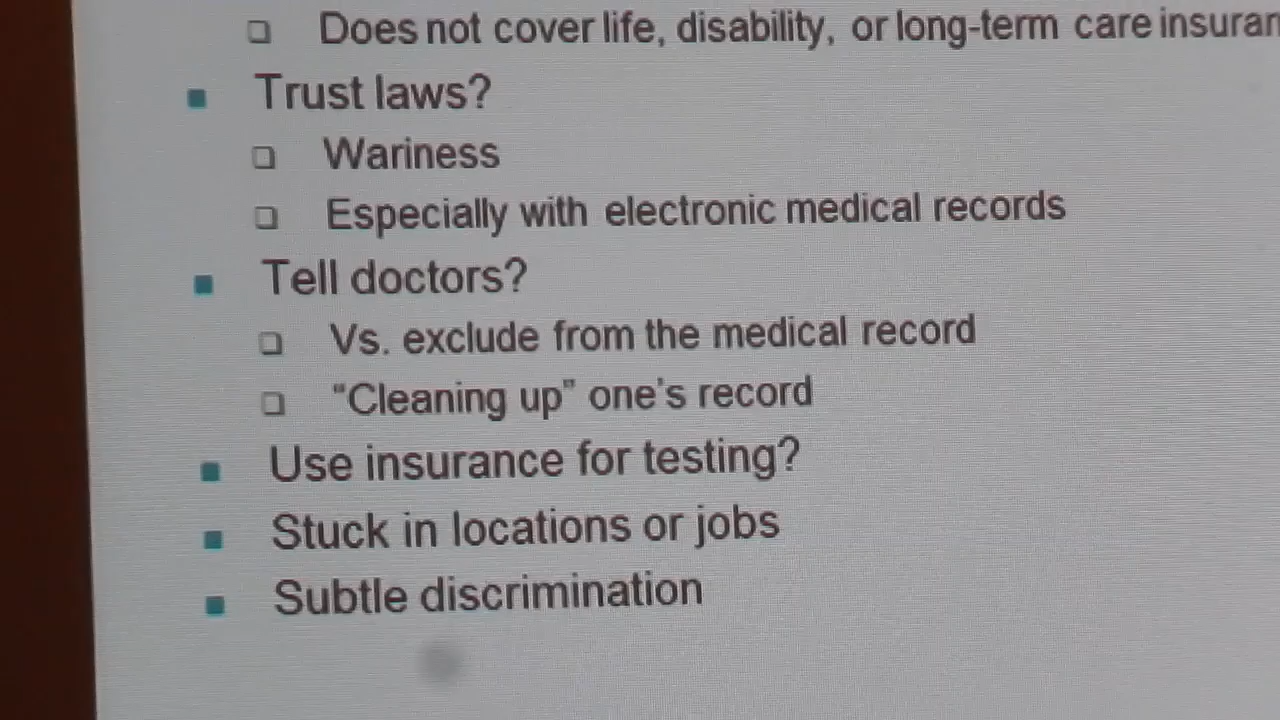 Does not cover life, disability, or long-term care insuran
Trust laws?
Wariness
Especially with electronic medical records
Tell doctors?
Vs. exclude from the medical record
“Cleaning up” one’s record
Use insurance for testing?
Stuck in locations or jobs
Subtle discrimination